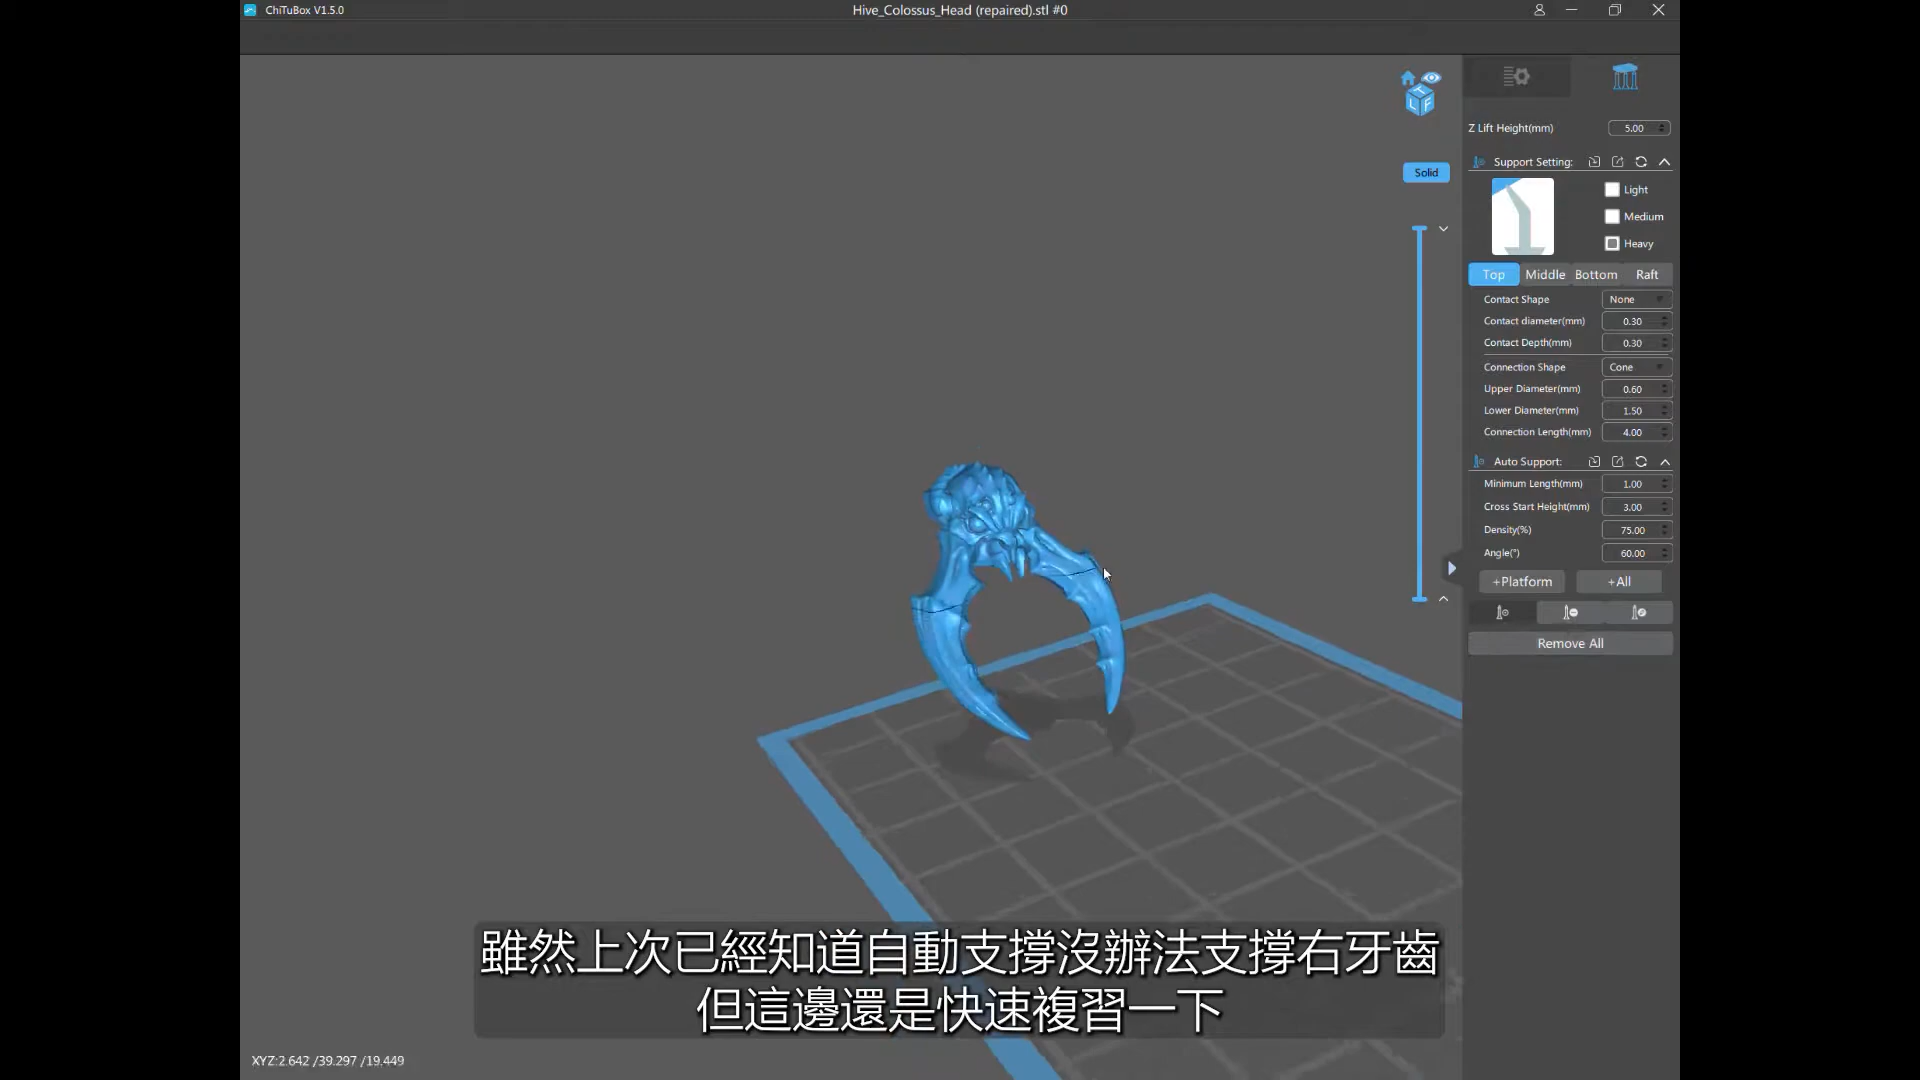 ChiTuBox V1.5.0
Hive_Colossus_Head (repaired).stl #0
T
L F
Solid
Z Lift Height(mm) 5.00
Support Setting:
Light
Medium
Heavy
Top Middle Bottom Raft
Contact Shape None
Contact diameter(mm) 0.30
Contact Depth(mm) 0.30
Connection Shape Cone
Upper Diameter(mm) 0.60
Lower Diameter(mm) 1.50
Connection Length(mm) 4.00
Auto Support:
Minimum Length(mm) 1.00
Cross Start Height(mm) 3.00
Density(%) 75.00
Angle(°) 60.00
+Platform +All
Remove All
雖然上次已經知道自動支撐沒辦法支撐右牙齒
但這邊還是快速複習一下
XYZ:2.642 /39.297 /19.449